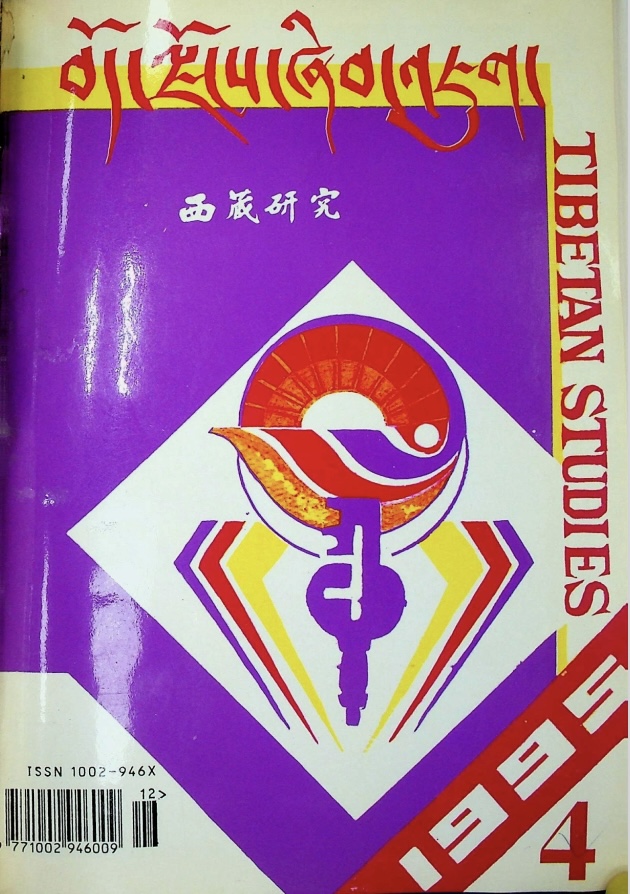 བོད་ལྗོངས་ཞིབ་འཇུག
西藏研究
TIBETAN STUDIES
ISSN 1002-946X
12>
771002 946009
1995
4